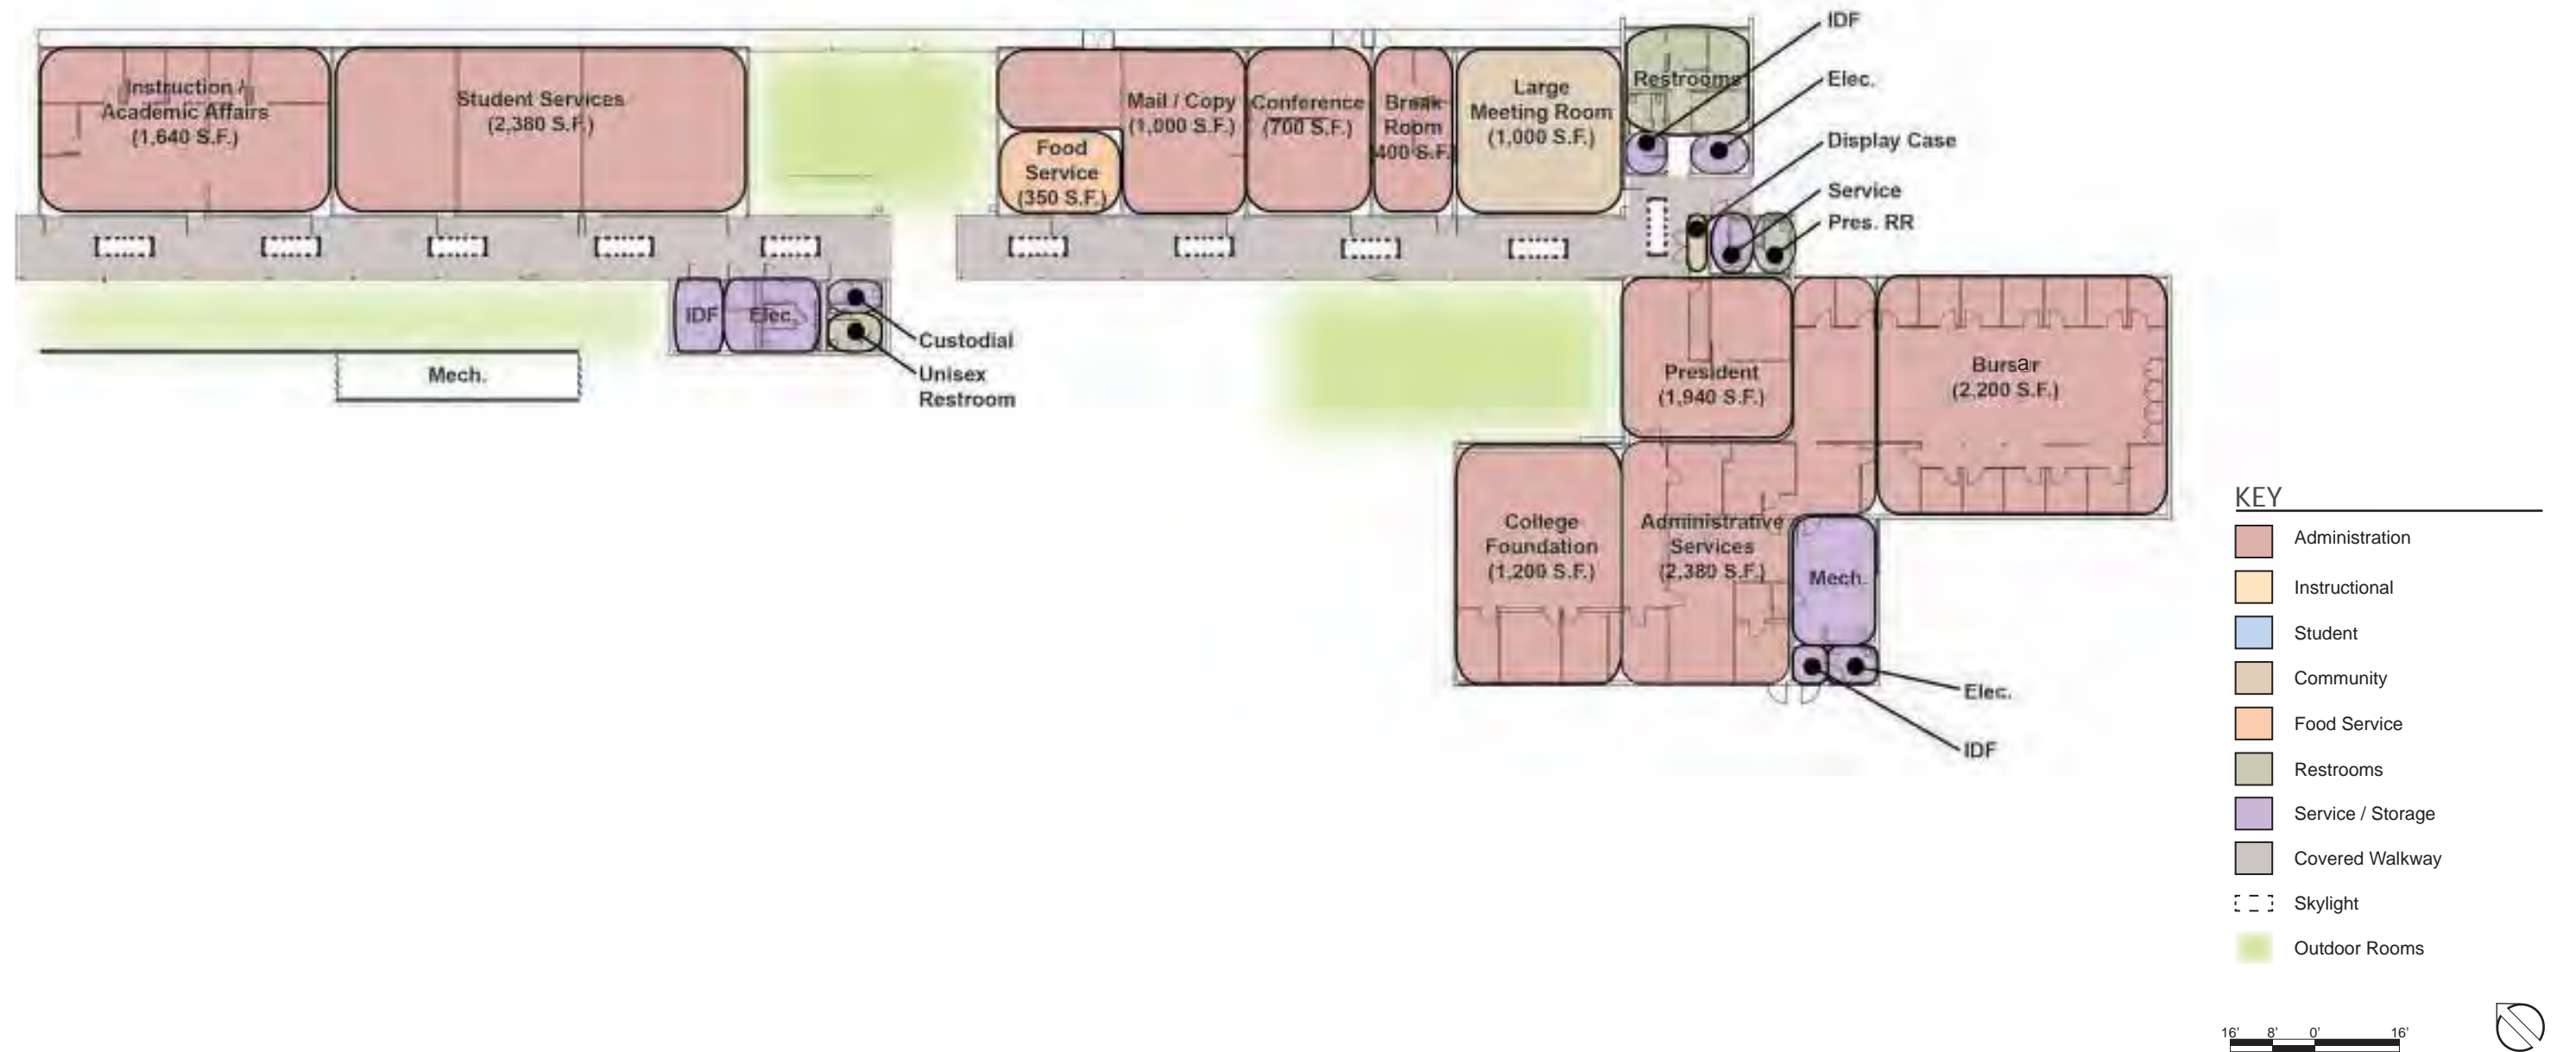 Instruction /
Academic Affairs
(1,640 S.F.)
Student Services
(2,380 S.F.)
Mail / Copy
(1,000 S.F.)
Food
Service
(350 S.F.)
Conference
(700 S.F.)
Break
Room
400 S.F.
Large
Meeting Room
(1,000 S.F.)
Restrooms
IDF
Elec.
Display Case
Service
Pres. RR
IDF
Elec.
Custodial
Unisex
Restroom
Mech.
President
(1,940 S.F.)
Bursar
(2,200 S.F.)
College
Foundation
(1,200 S.F.)
Administrative
Services
(2,380 S.F.)
Mech.
Elec.
IDF
KEY
Administration
Instructional
Student
Community
Food Service
Restrooms
Service / Storage
Covered Walkway
Skylight
Outdoor Rooms
16' 8' 0' 16'